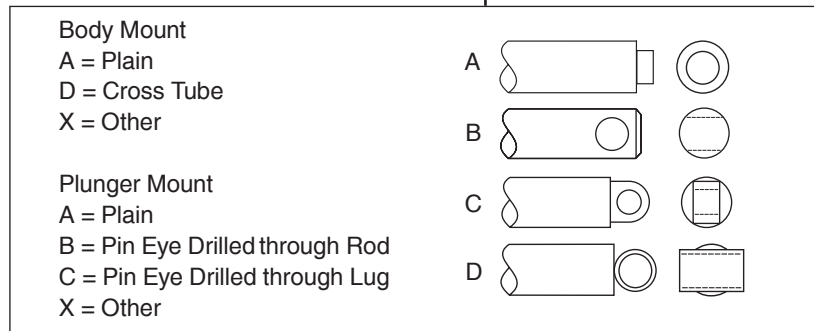 Body Mount
A = Plain
D = Cross Tube
X = Other
Plunger Mount
A = Plain
B = Pin Eye Drilled through Rod
C = Pin Eye Drilled through Lug
X = Other
A
B
C
D